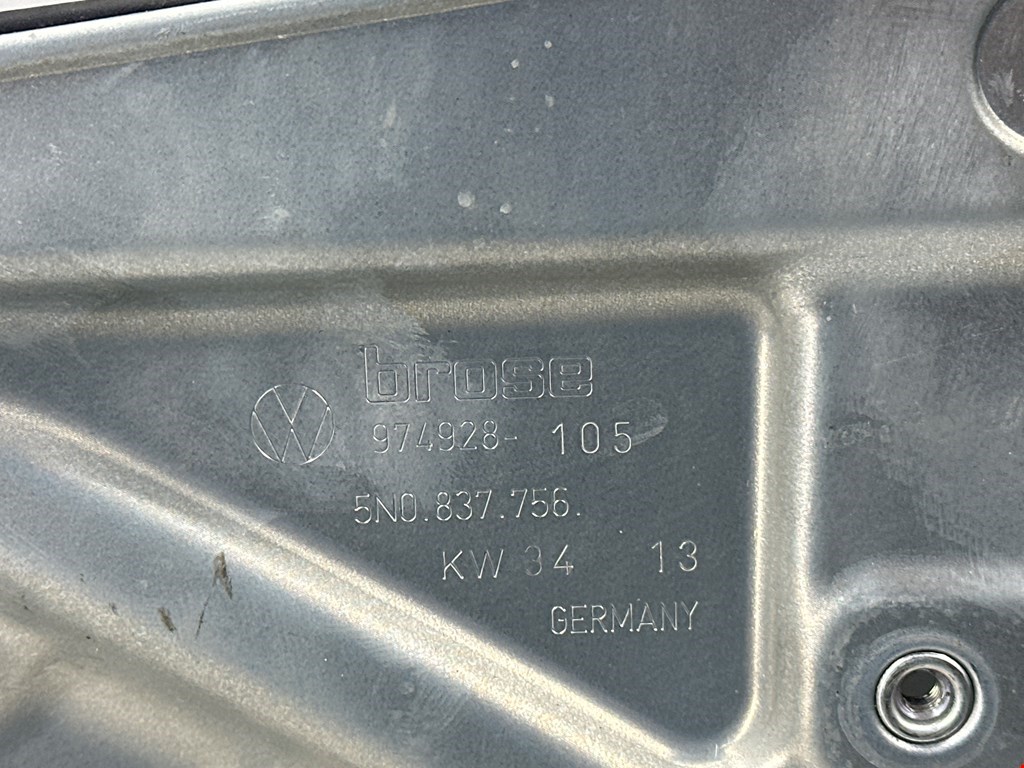 brose
974928- 105
5N0.837.756.
KW 34 13
GERMANY